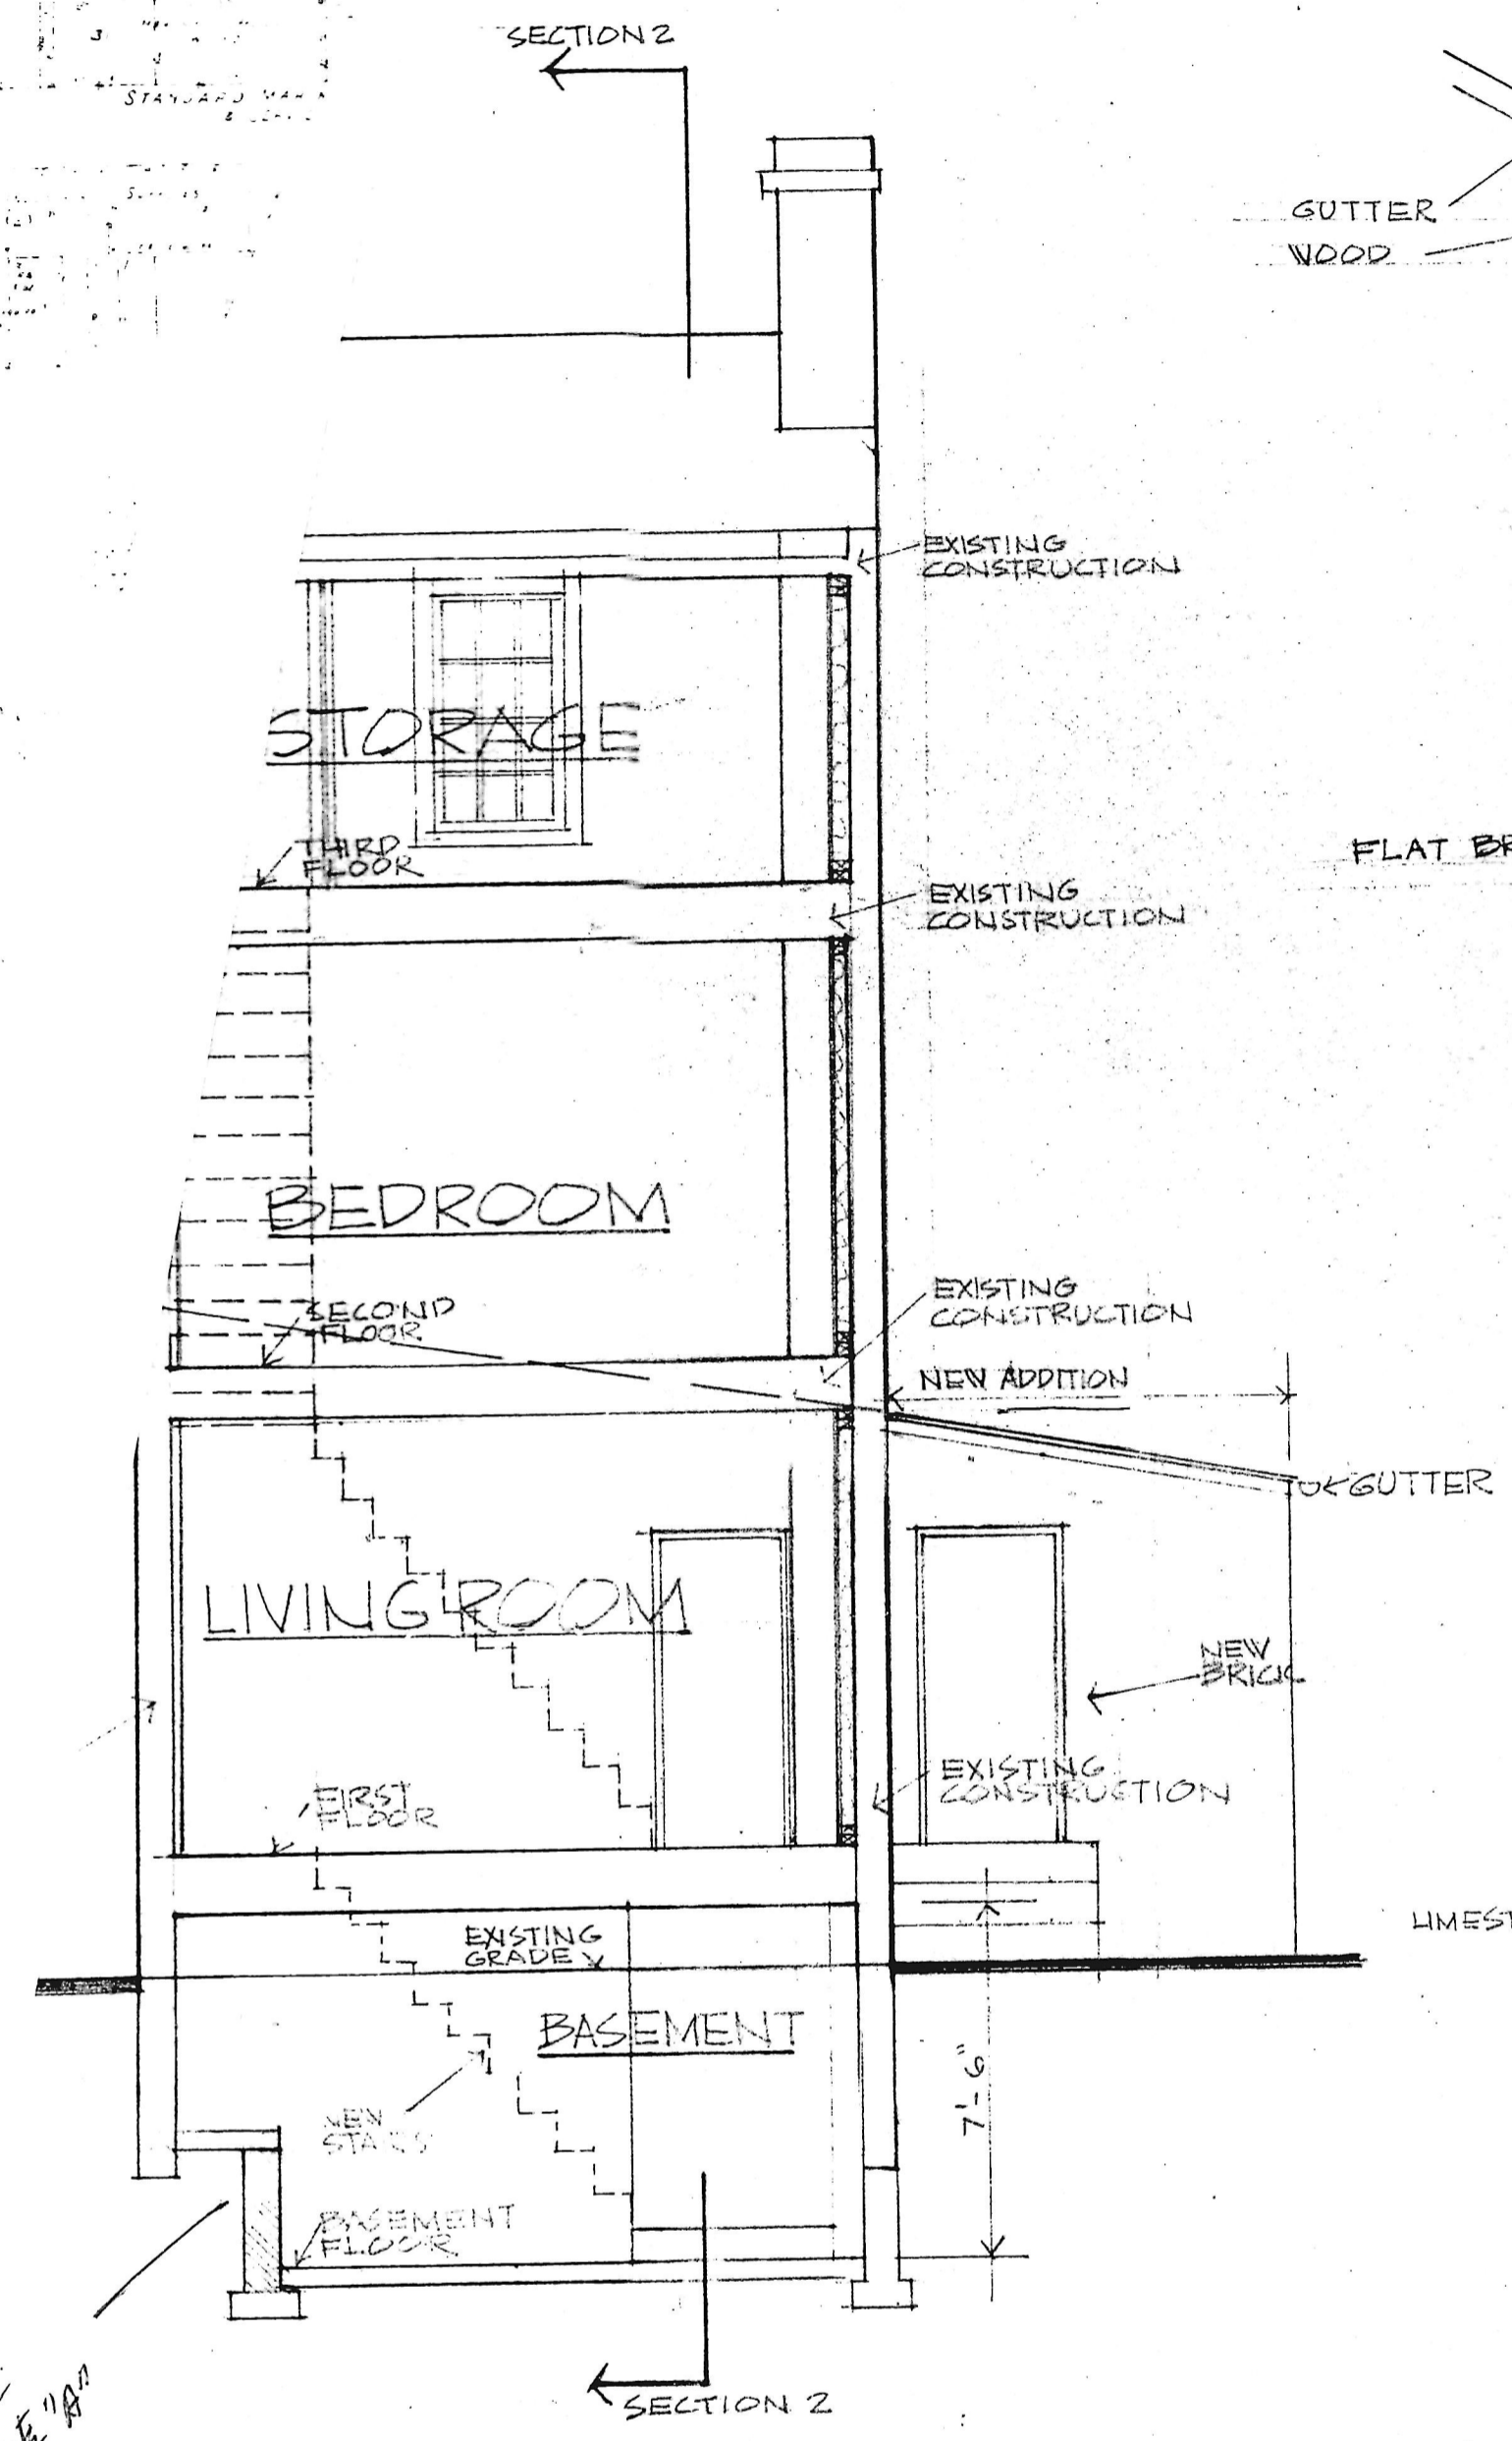 SECTION 2
GUTTER
WOOD
EXISTING
CONSTRUCTION
STORAGE
THIRD
FLOOR
FLAT
EXISTING
CONSTRUCTION
BEDROOM
EXISTING
CONSTRUCTION
SECOND
FLOOR
NEW ADDITION
GUTTER
LIVING ROOM
NEW
BRICK
EXISTING
CONSTRUCTION
FIRST
FLOOR
EXISTING
GRADE
BASEMENT
7'-6"
NEW
STAIRS
BASEMENT
FLOOR
SECTION 2
"A"